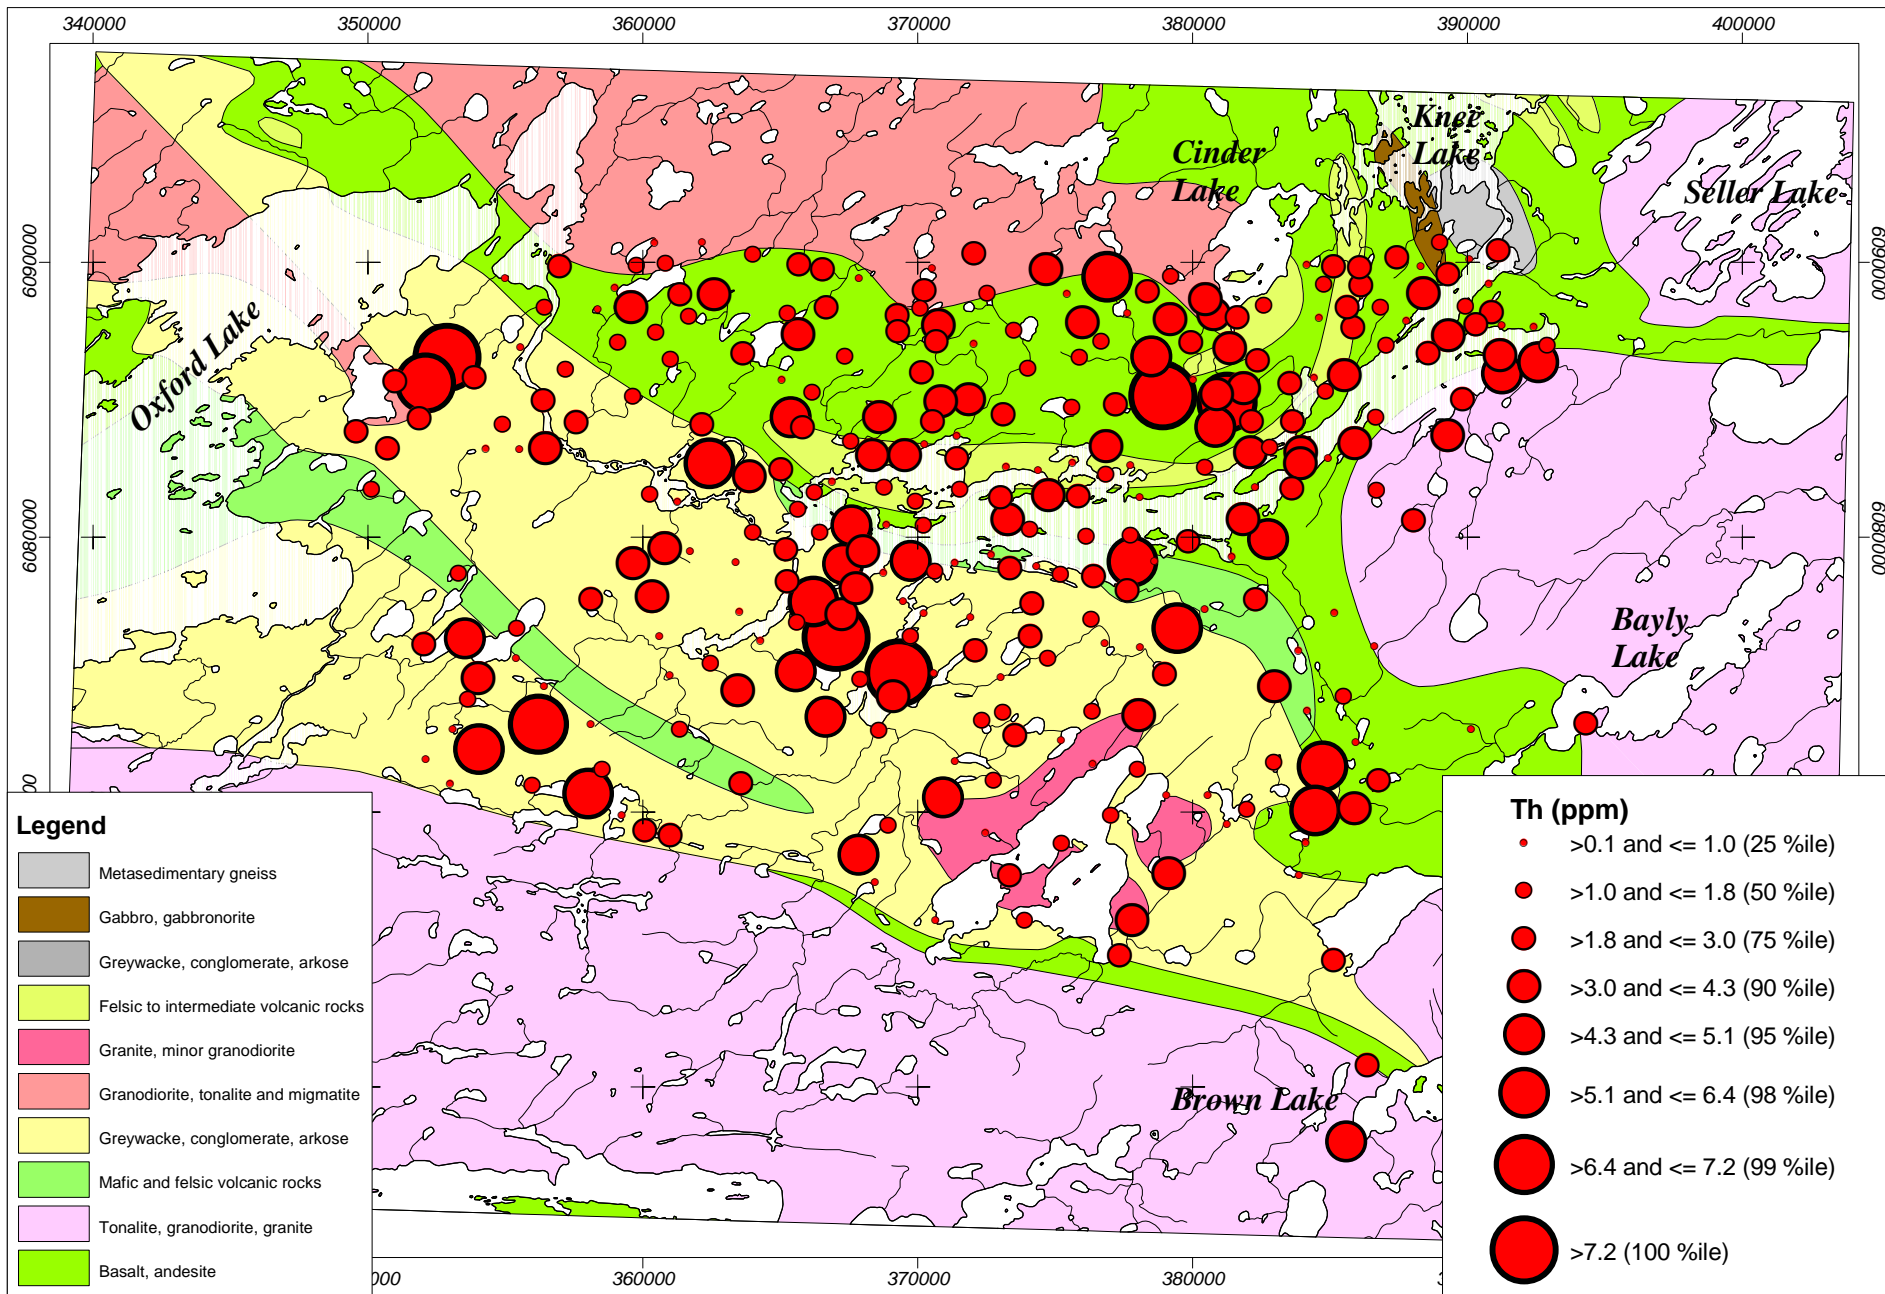 340000 350000 360000 370000 380000 390000 400000
Knee
Lake
Cinder
Lake
Seller Lake
6090000
6090000
Oxford Lake
6080000
6080000
Bayly
Lake
Brown Lake
Legend
Metasedimentary gneiss
Gabbro, gabbronorite
Greywacke, conglomerate, arkose
Felsic to intermediate volcanic rocks
Granite, minor granodiorite
Granodiorite, tonalite and migmatite
Greywacke, conglomerate, arkose
Mafic and felsic volcanic rocks
Tonalite, granodiorite, granite
Basalt, andesite
Th (ppm)
>0.1 and <= 1.0 (25 %ile)
>1.0 and <= 1.8 (50 %ile)
>1.8 and <= 3.0 (75 %ile)
>3.0 and <= 4.3 (90 %ile)
>4.3 and <= 5.1 (95 %ile)
>5.1 and <= 6.4 (98 %ile)
>6.4 and <= 7.2 (99 %ile)
>7.2 (100 %ile)
360000 370000 380000